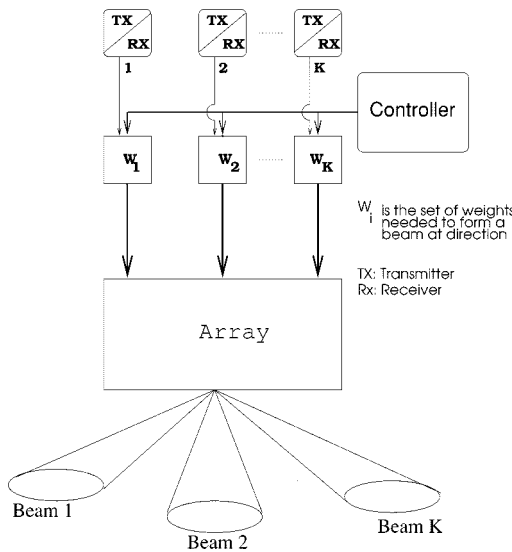 TX
RX
TX
RX
TX
RX
1
2
K
Controller
W1
W2
WK
Wi is the set of weights
needed to form a
beam at direction
TX: Transmitter
Rx: Receiver
Array
Beam 1
Beam 2
Beam K